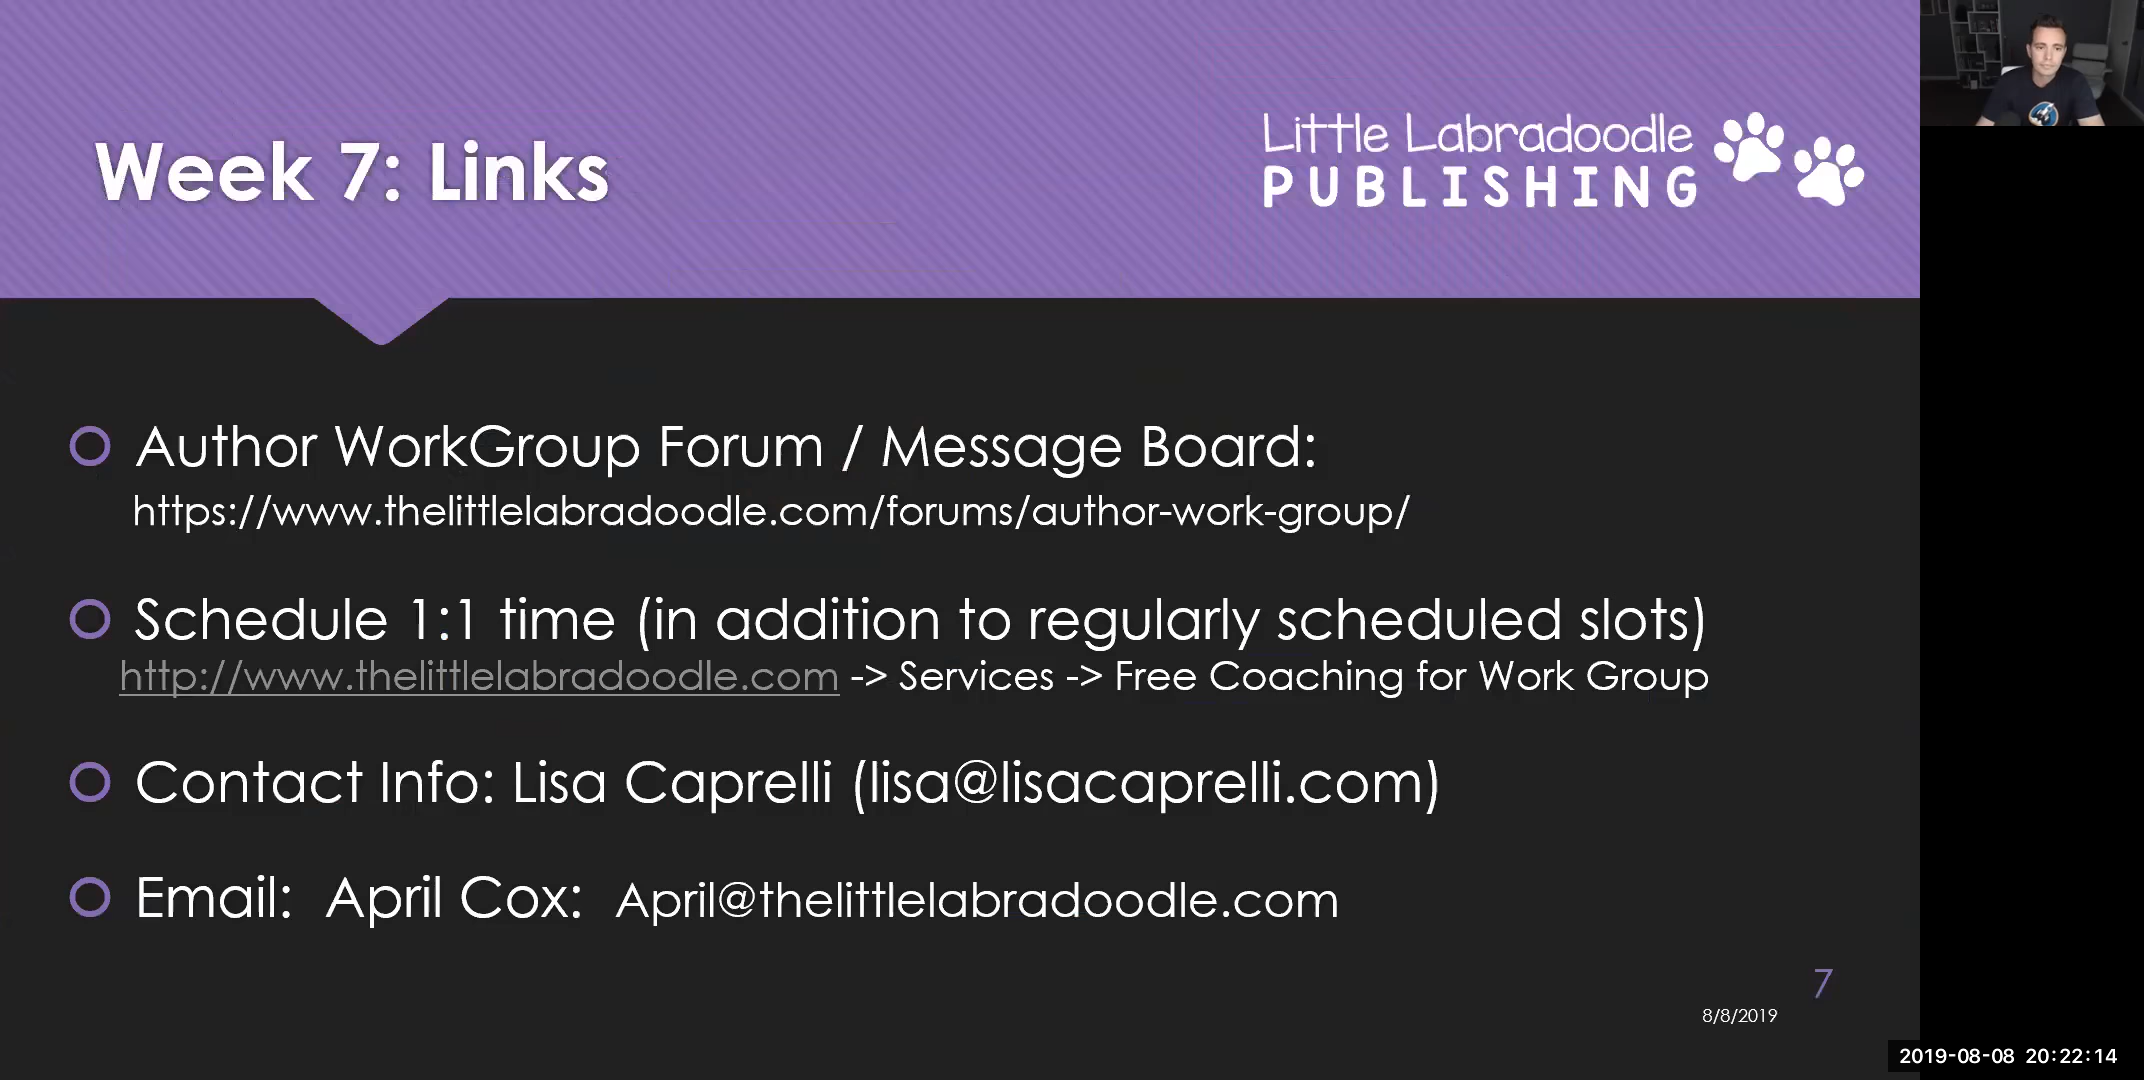 Week 7: Links
Little Labradoodle
PUBLISHING
Author WorkGroup Forum / Message Board:
https://www.thelittlelabradoodle.com/forums/author-work-group/
Schedule 1:1 time (in addition to regularly scheduled slots)
http://www.thelittlelabradoodle.com -> Services -> Free Coaching for Work Group
Contact Info: Lisa Caprelli (lisa@lisacaprelli.com)
Email: April Cox: April@thelittlelabradoodle.com
7
8/8/2019
2019-08-08 20:22:14